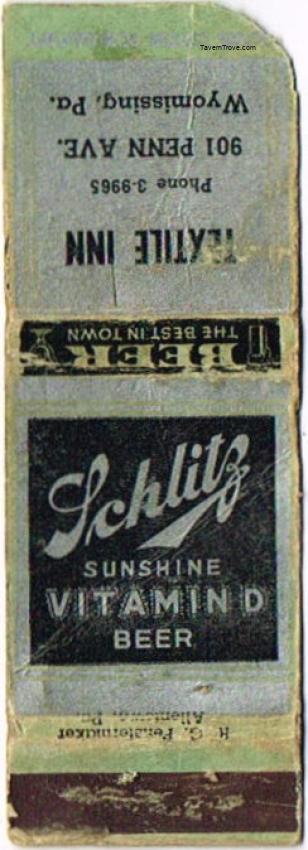 TavernTrove.com
TEXTILE INN
Phone 3-9965
901 PENN AVE.
Wyomissing, Pa.
BEER
THE BEST IN TOWN
Schlitz
SUNSHINE
VITAMIN D
BEER
R. G. Fenstermaker
Allentown, Pa.